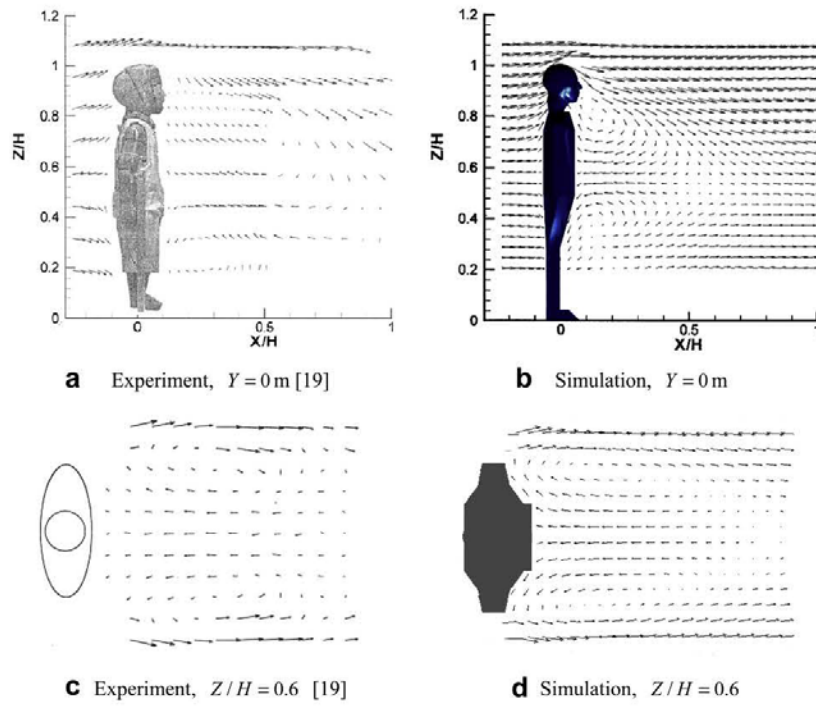 1.2
1
0.8
Z/H
0.6
0.4
0.2
0
0
0.5
1
X/H
a Experiment, Y = 0 m [19]
1.2
1
0.8
Z/H
0.6
0.4
0.2
0
0
0.5
1
X/H
b Simulation, Y = 0 m
c Experiment, Z / H = 0.6 [19]
d Simulation, Z / H = 0.6